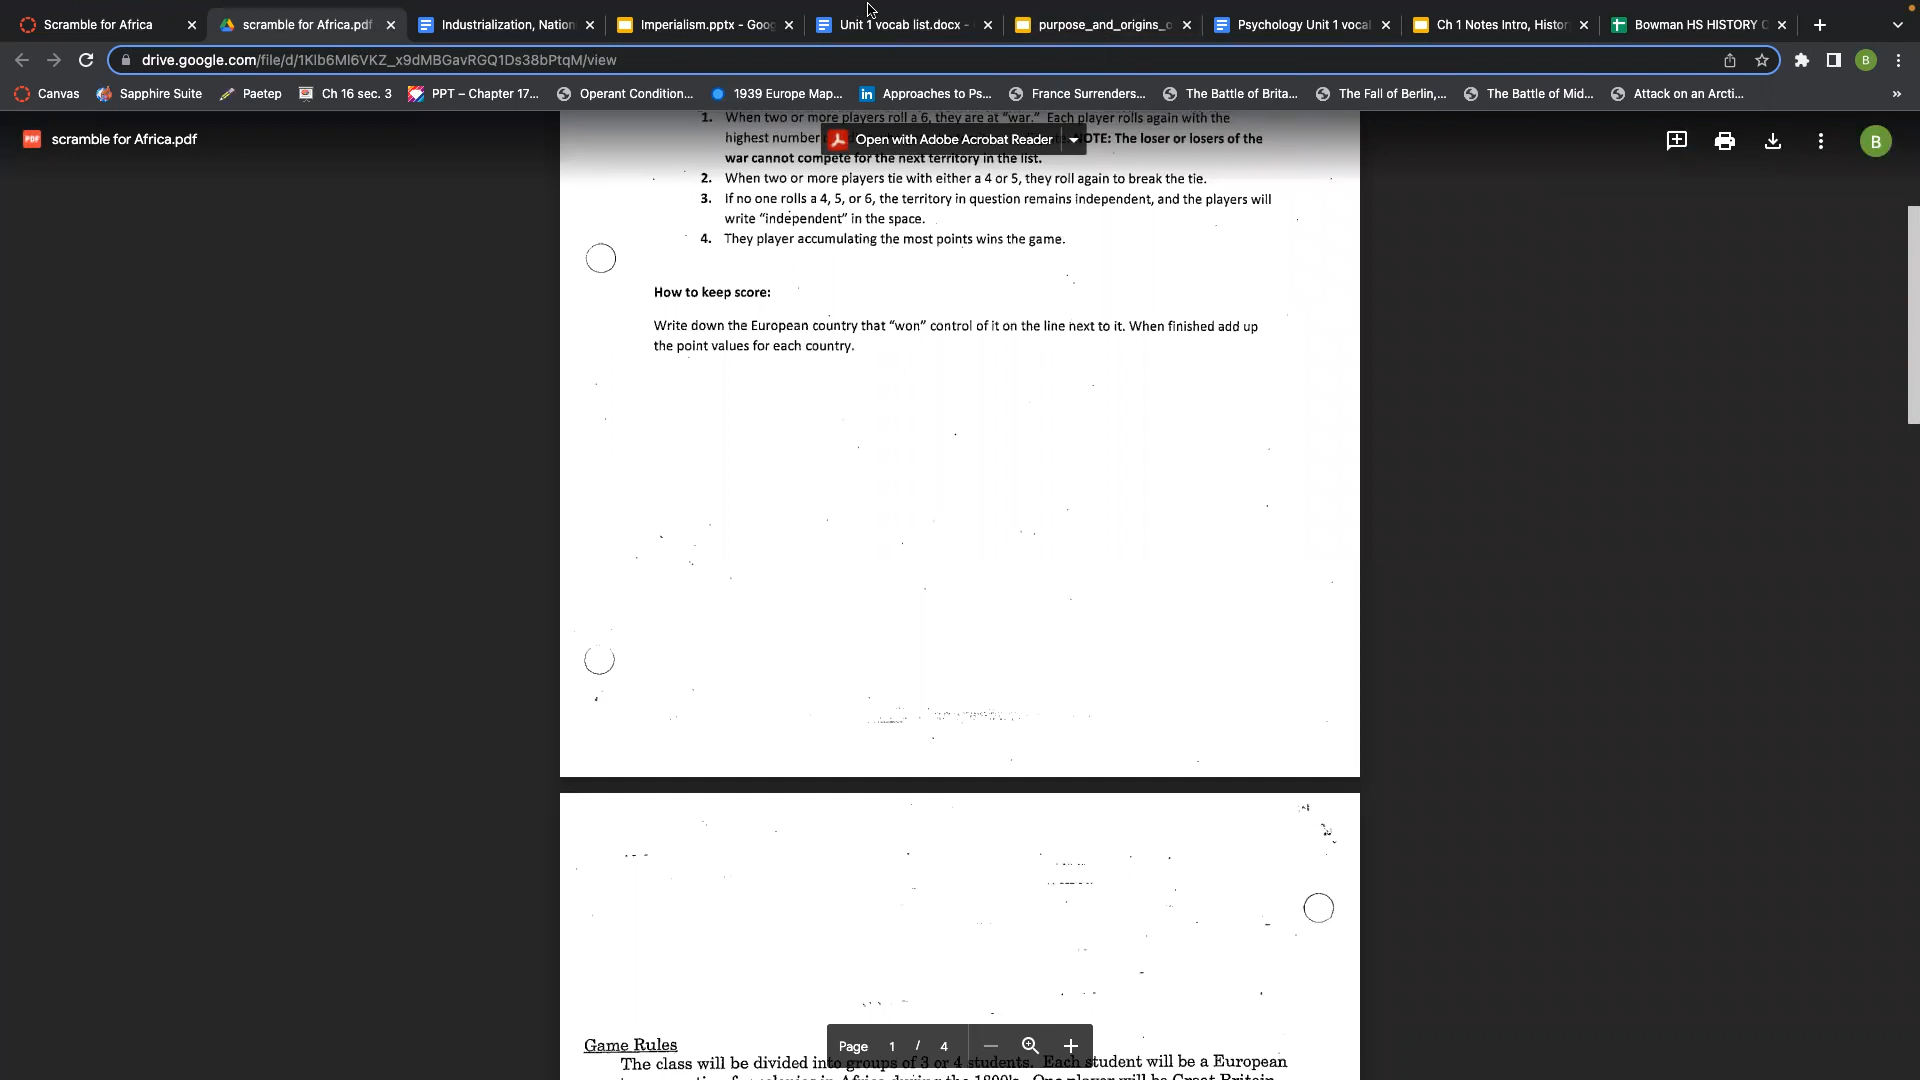 Scramble for Africa
scramble for Africa.pdf
Industrialization, Nation
Imperialism.pptx - Goog
Unit 1 vocab list.docx -
purpose_and_origins_o
Psychology Unit 1 vocal
Ch 1 Notes Intro, Histor
Bowman HS HISTORY
drive.google.com/file/d/1Klb6Ml6VKZ_x9dMBGavRGQ1Ds38bPtqM/view
B
Canvas
Sapphire Suite
Paetep
Ch 16 sec. 3
PPT – Chapter 17...
Operant Condition...
1939 Europe Map...
Approaches to Ps...
France Surrenders...
The Battle of Brita...
The Fall of Berlin,...
The Battle of Mid...
Attack on an Arcti...
»
PDF scramble for Africa.pdf
Open with Adobe Acrobat Reader
B
1. When two or more players roll a 6, they are at “war.” Each player rolls again with the
highest number NOTE: The loser or losers of the
war cannot compete for the next territory in the list.
2. When two or more players tie with either a 4 or 5, they roll again to break the tie.
3. If no one rolls a 4, 5, or 6, the territory in question remains independent, and the players will
write “independent” in the space.
4. They player accumulating the most points wins the game.
How to keep score:
Write down the European country that “won” control of it on the line next to it. When finished add up
the point values for each country.
Game Rules
The class will be divided into groups of 3 or 4 students. Each student will be a European
Page 1 / 4